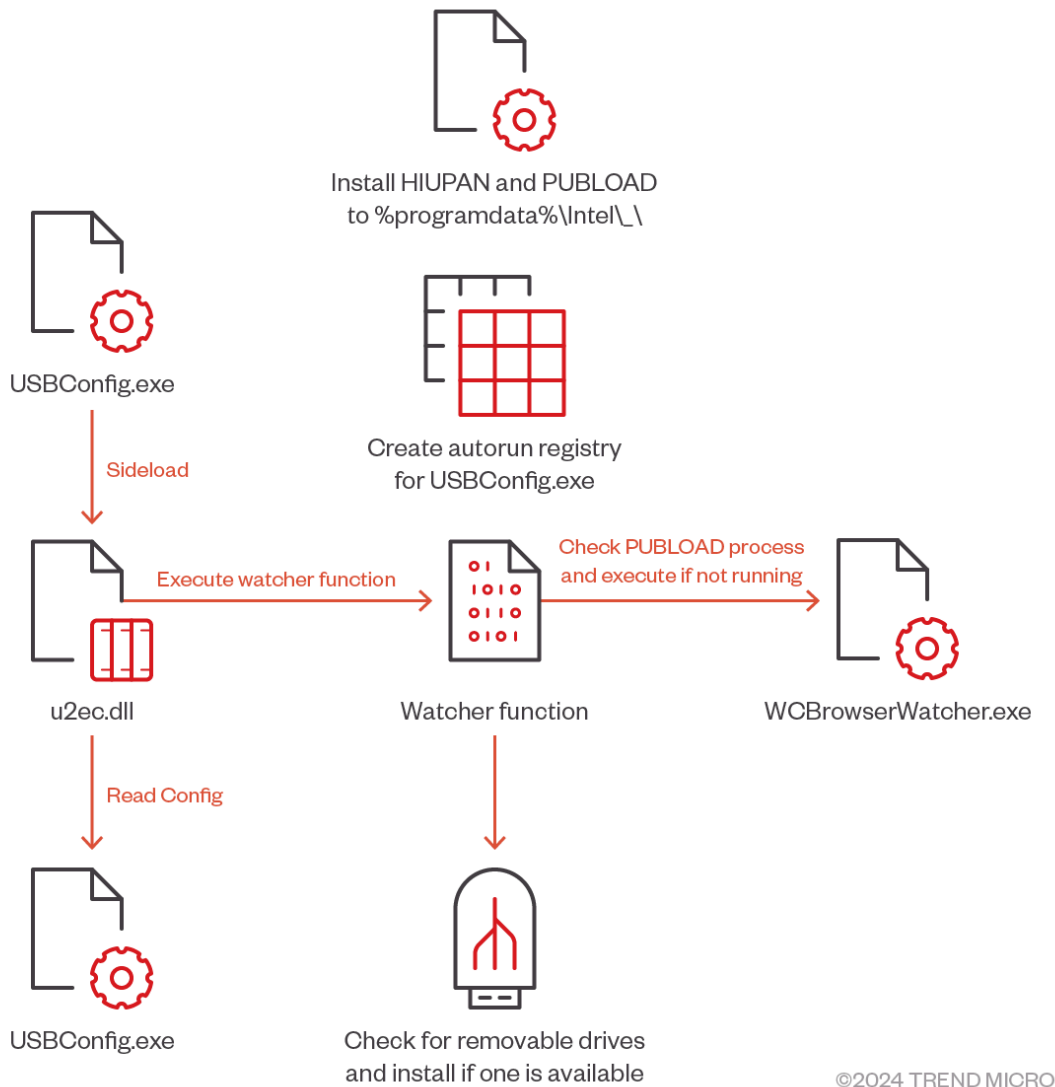 Install HIUPAN and PUBLOAD
to %programdata%\Intel\_\
USBConfig.exe
Create autorun registry
for USBConfig.exe
Sideload
Check PUBLOAD process
and execute if not running
Execute watcher function
u2ec.dll
Watcher function
WCBrowserWatcher.exe
Read Config
USBConfig.exe
Check for removable drives
and install if one is available
©2024 TREND MICRO